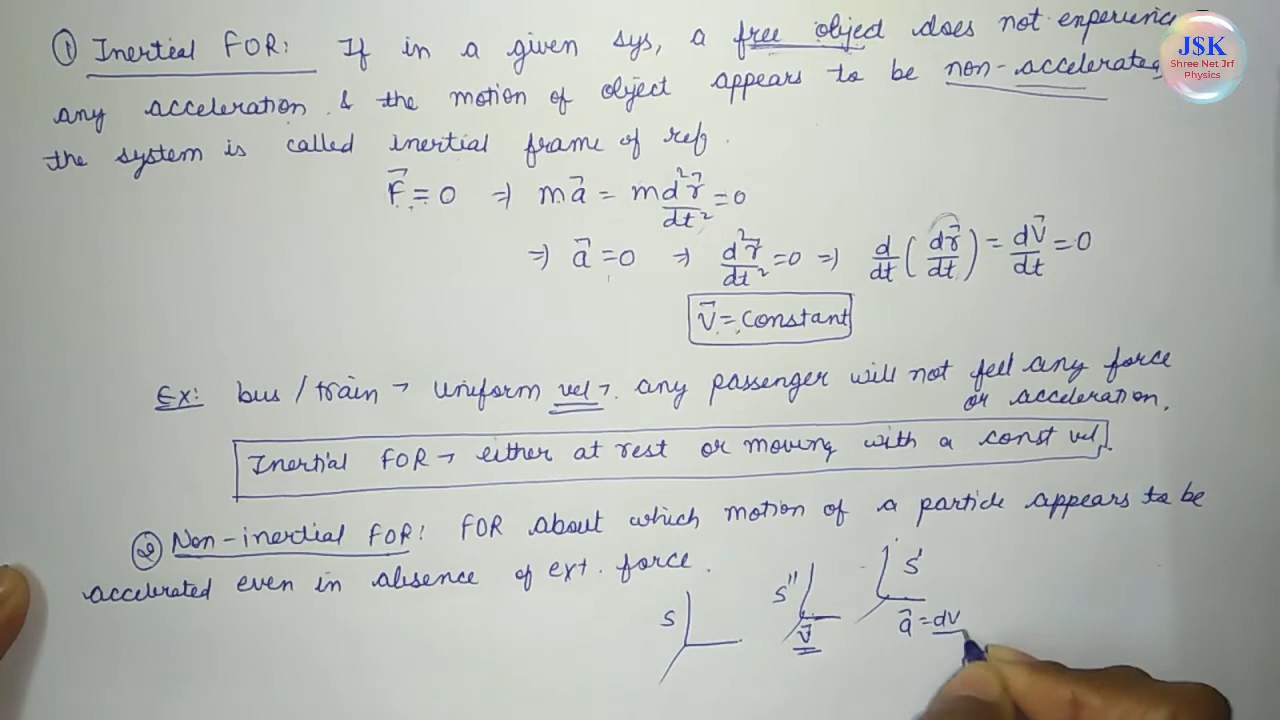 ① Inertial FOR: If in a given sys, a free object does not experience
any acceleration & the motion of object appears to be non-accelerated
the system is called inertial frame of ref.
F⃗ = 0 ⇒ ma⃗ = m d²r⃗/dt² = 0
⇒ a⃗ = 0 ⇒ d²r⃗/dt² = 0 ⇒ d/dt (dr⃗/dt) = dV⃗/dt = 0
V⃗ = Constant
Ex: bus / train → uniform vel → any passenger will not feel any force
or acceleration.
Inertial FOR → either at rest or moving with a const vel.
② Non-inertial FOR: FOR about which motion of a particle appears to be
accelerated even in absence of ext. force.
S S'' S'
V⃗ a⃗ = dV
JSK
Shree Net Jrf
Physics